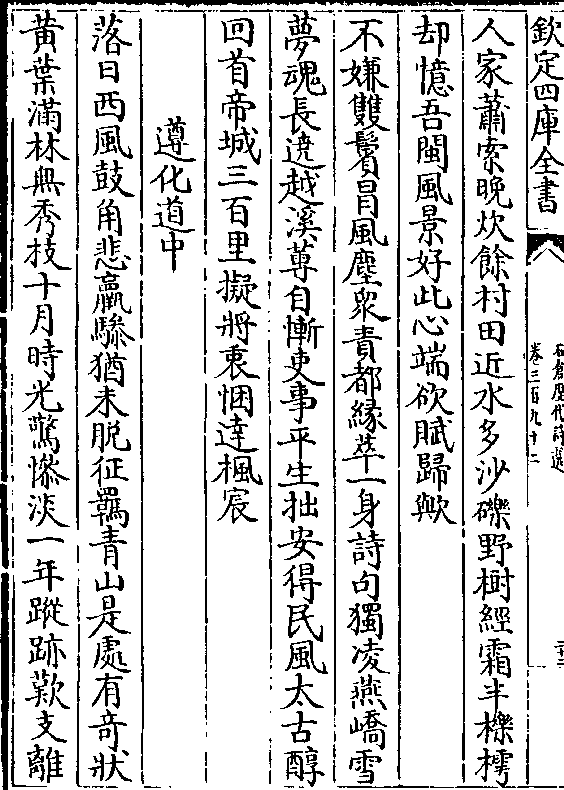 欽定四庫全書
石倉歷代詩選
卷三百九十二
人家蕭索晚炊餘村田近水多沙礫野樹經霜半櫟樗
却憶吾閩風景好此心端欲賦歸歟
不嫌雙鬢冒風塵衆責都緣萃一身詩句獨凌燕嶠雪
夢魂長遶越溪蓴自慚吏事平生拙安得民風太古醇
回首帝城三百里擬將衷悃達楓宸
遵化道中
落日西風鼓角悲羸驂猶未脱征羈青山是處有奇狀
黄葉滿林無秀枝十月時光驚慘淡一年蹤跡歎支離